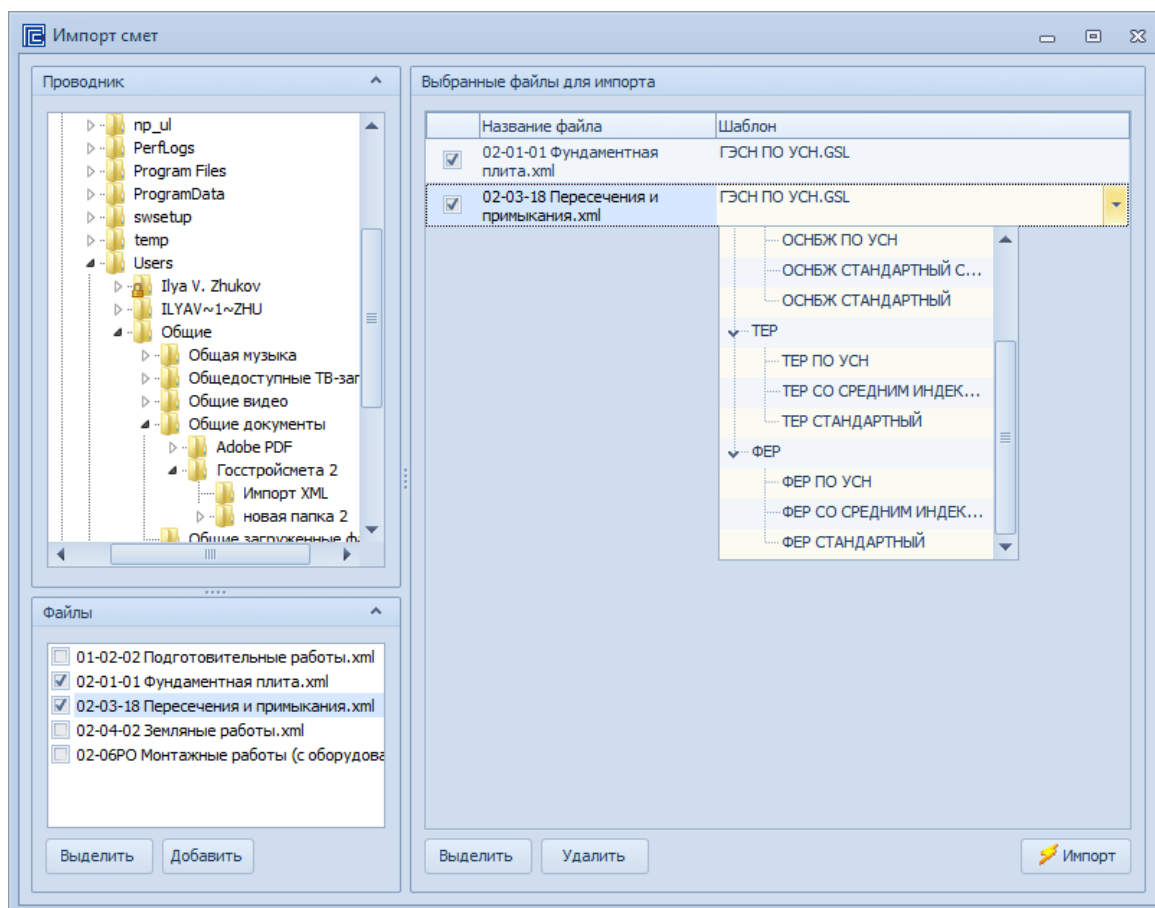 Импорт смет
Проводник
np_ul
PerfLogs
Program Files
ProgramData
swsetup
temp
Users
Ilya V. Zhukov
ILYAV~1~ZHU
Общие
Общая музыка
Общедоступные ТВ-заг
Общие видео
Общие документы
Adobe PDF
Госстройсмета 2
Импорт XML
новая папка 2
Общие загруженные фа
Файлы
01-02-02 Подготовительные работы.xml
02-01-01 Фундаментная плита.xml
02-03-18 Пересечения и примыкания.xml
02-04-02 Земляные работы.xml
02-06РО Монтажные работы (с оборудова
Выделить Добавить
Выбранные файлы для импорта
Название файла Шаблон
02-01-01 Фундаментная ГЭСН ПО УСН.GSL
плита.xml
02-03-18 Пересечения и ГЭСН ПО УСН.GSL
примыкания.xml
ОСНБЖ ПО УСН
ОСНБЖ СТАНДАРТНЫЙ С...
ОСНБЖ СТАНДАРТНЫЙ
ТЕР
ТЕР ПО УСН
ТЕР СО СРЕДНИМ ИНДЕК...
ТЕР СТАНДАРТНЫЙ
ФЕР
ФЕР ПО УСН
ФЕР СО СРЕДНИМ ИНДЕК...
ФЕР СТАНДАРТНЫЙ
Выделить Удалить Импорт